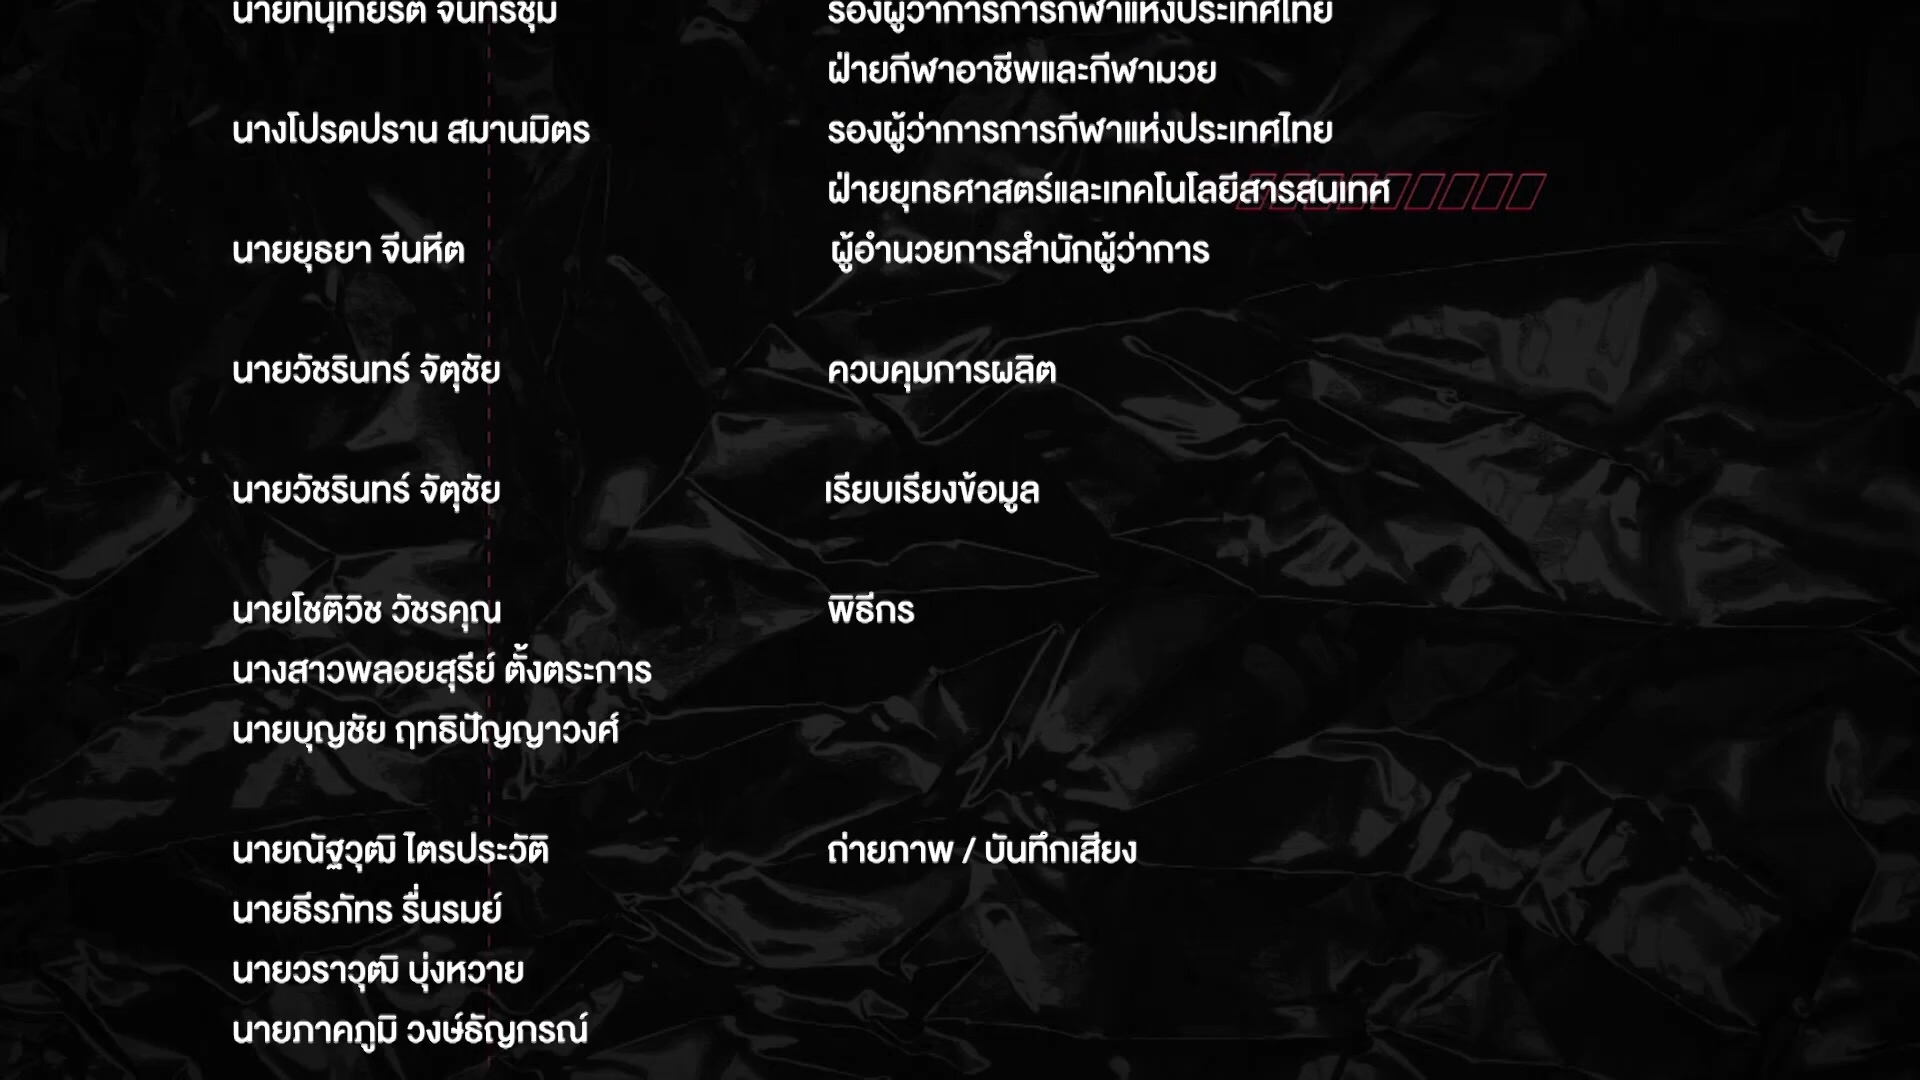 นายทนุเกียรติ จันทร์ชุม รองผู้ว่าการการกีฬาแห่งประเทศไทย
ฝ่ายกีฬาอาชีพและกีฬามวย
นางโปรดปราน สมานมิตร รองผู้ว่าการการกีฬาแห่งประเทศไทย
ฝ่ายยุทธศาสตร์และเทคโนโลยีสารสนเทศ
นายยุธยา จีนหีต ผู้อำนวยการสำนักผู้ว่าการ
นายวัชรินทร์ จัตุชัย ควบคุมการผลิต
นายวัชรินทร์ จัตุชัย เรียบเรียงข้อมูล
นายโชติวิช วัชรคุณ พิธีกร
นางสาวพลอยสุรีย์ ตั้งตระการ
นายบุญชัย ฤทธิปัญญาวงศ์
นายณัฐวุฒิ ไตรประวัติ ถ่ายภาพ / บันทึกเสียง
นายธีรภัทร รื่นรมย์
นายวราวุฒิ บุ่งหวาย
นายภาคภูมิ วงษ์ธัญกรณ์